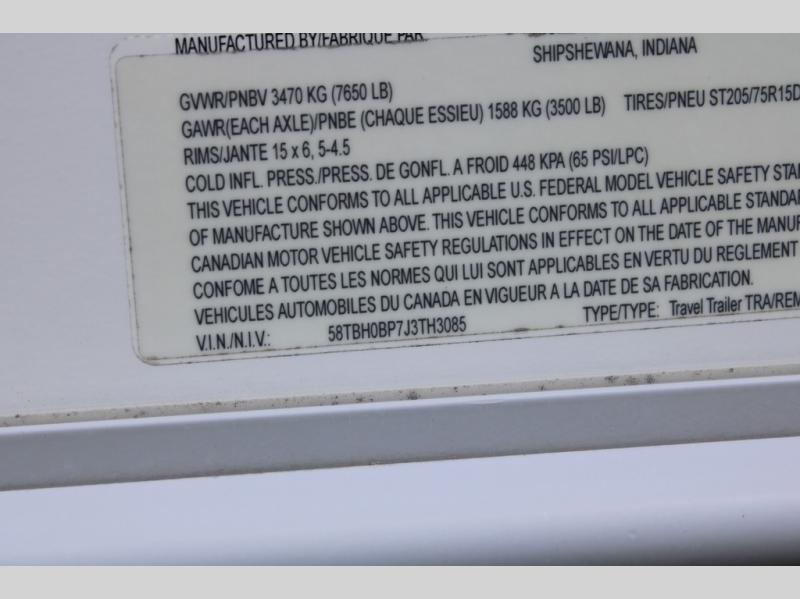 MANUFACTURED BY/FABRIQUE PAR.
SHIPSHEWANA, INDIANA
GVWR/PNBV 3470 KG (7650 LB)
GAWR(EACH AXLE)/PNBE (CHAQUE ESSIEU) 1588 KG (3500 LB) TIRES/PNEU ST205/75R15D
RIMS/JANTE 15 x 6, 5-4.5
COLD INFL. PRESS./PRESS. DE GONFL. A FROID 448 KPA (65 PSI/LPC)
THIS VEHICLE CONFORMS TO ALL APPLICABLE U.S. FEDERAL MODEL VEHICLE SAFETY STAN
OF MANUFACTURE SHOWN ABOVE. THIS VEHICLE CONFORMS TO ALL APPLICABLE STANDAR
CANADIAN MOTOR VEHICLE SAFETY REGULATIONS IN EFFECT ON THE DATE OF THE MANUF
CONFOME A TOUTES LES NORMES QUI LUI SONT APPLICABLES EN VERTU DU REGLEMENT
VEHICULES AUTOMOBILES DU CANADA EN VIGUEUR A LA DATE DE SA FABRICATION.
V.I.N./N.I.V.: 58TBH0BP7J3TH3085 TYPE/TYPE: Travel Trailer TRA/REM